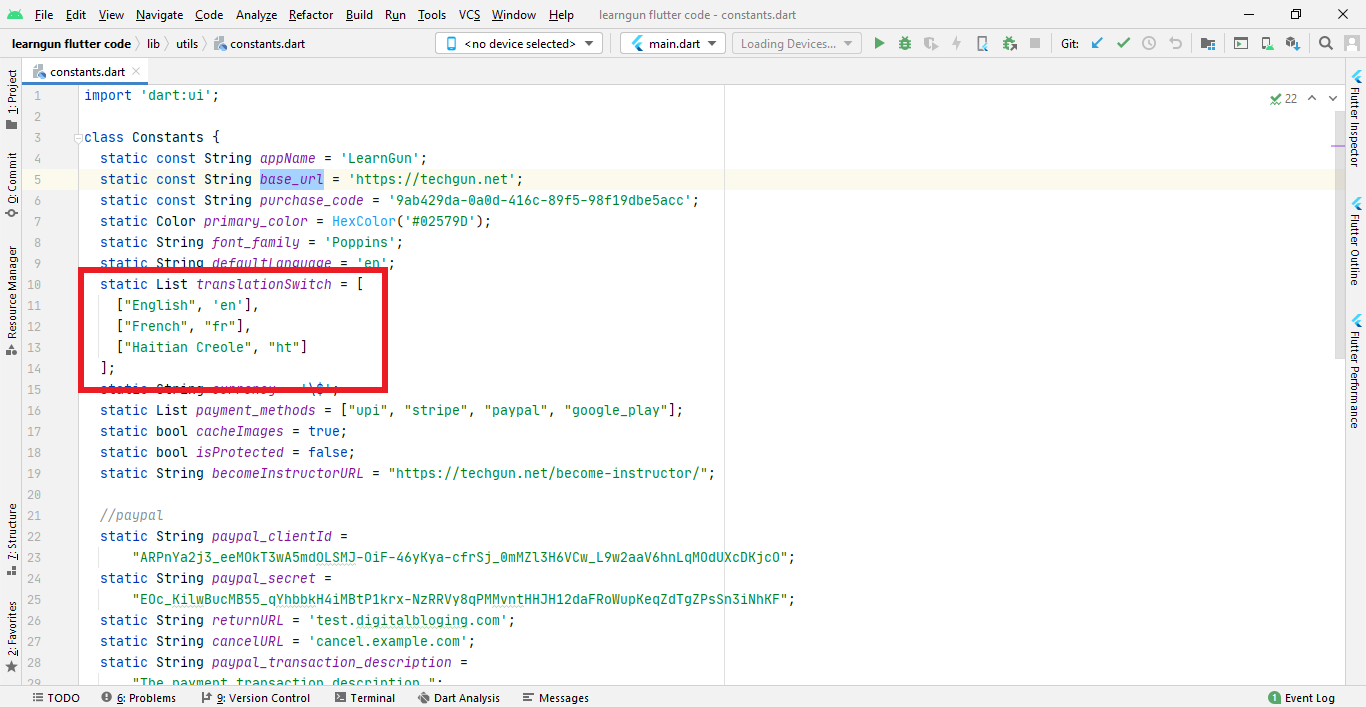 File Edit View Navigate Code Analyze Refactor Build Run Tools VCS Window Help learngun flutter code - constants.dart
learngun flutter code lib utils constants.dart <no device selected> main.dart Loading Devices... Git:
constants.dart
1: Project
0: Commit
Resource Manager
7: Structure
2: Favorites
1 import 'dart:ui';
2
3 class Constants {
4 static const String appName = 'LearnGun';
5 static const String base_url = 'https://techgun.net';
6 static const String purchase_code = '9ab429da-0a0d-416c-89f5-98f19dbe5acc';
7 static Color primary_color = HexColor('#02579D');
8 static String font_family = 'Poppins';
9 static String defaultLanguage = 'en';
10 static List translationSwitch = [
11 ["English", 'en'],
12 ["French", "fr"],
13 ["Haitian Creole", "ht"]
14 ];
15 static String currency = '\$';
16 static List payment_methods = ["upi", "stripe", "paypal", "google_play"];
17 static bool cacheImages = true;
18 static bool isProtected = false;
19 static String becomeInstructorURL = "https://techgun.net/become-instructor/";
20
21 //paypal
22 static String paypal_clientId =
23 "ARPnYa2j3_eeMOkT3wA5mdOLSMJ-OiF-46yKya-cfrSj_0mMZl3H6VCw_L9w2aaV6hnLqMOdUXcDKjcO";
24 static String paypal_secret =
25 "EOc_KilwBucMB55_qYhbbkH4iMBtP1krx-NzRRVy8qPMMvntHHJH12daFRoWupKeqZdTgZPsSn3iNhKF";
26 static String returnURL = 'test.digitalbloging.com';
27 static String cancelURL = 'cancel.example.com';
28 static String paypal_transaction_description =
29 "The payment transaction description.";
22
Flutter Inspector
Flutter Outline
Flutter Performance
TODO 6: Problems 9: Version Control Terminal Dart Analysis Messages 1 Event Log